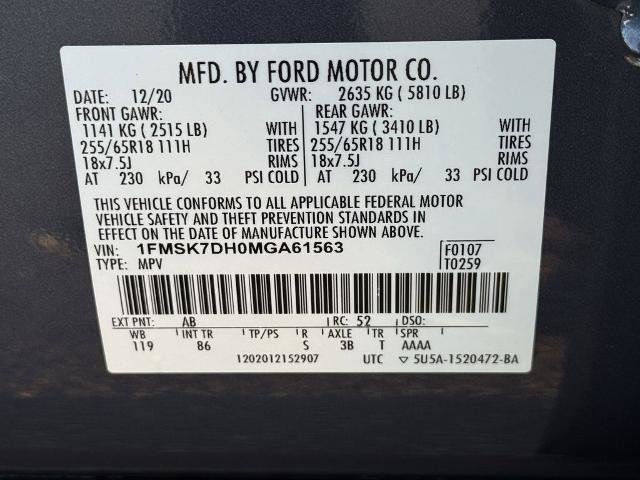 MFD. BY FORD MOTOR CO.
DATE: 12/20 GVWR: 2635 KG ( 5810 LB)
FRONT GAWR: REAR GAWR:
1141 KG ( 2515 LB) WITH 1547 KG ( 3410 LB) WITH
255/65R18 111H TIRES 255/65R18 111H TIRES
18x7.5J RIMS 18x7.5J RIMS
AT 230 kPa/ 33 PSI COLD AT 230 kPa/ 33 PSI COLD
THIS VEHICLE CONFORMS TO ALL APPLICABLE FEDERAL MOTOR
VEHICLE SAFETY AND THEFT PREVENTION STANDARDS IN
EFFECT ON THE DATE OF MANUFACTURE SHOWN ABOVE.
VIN: 1FMSK7DH0MGA61563 F0107
TYPE: MPV T0259
EXT PNT: AB RC: 52 DSO:
WB INT TR TP/PS R AXLE TR SPR
119 86 S 3B T AAAA
1202012152907 UTC ▽ 5U5A-1520472-BA